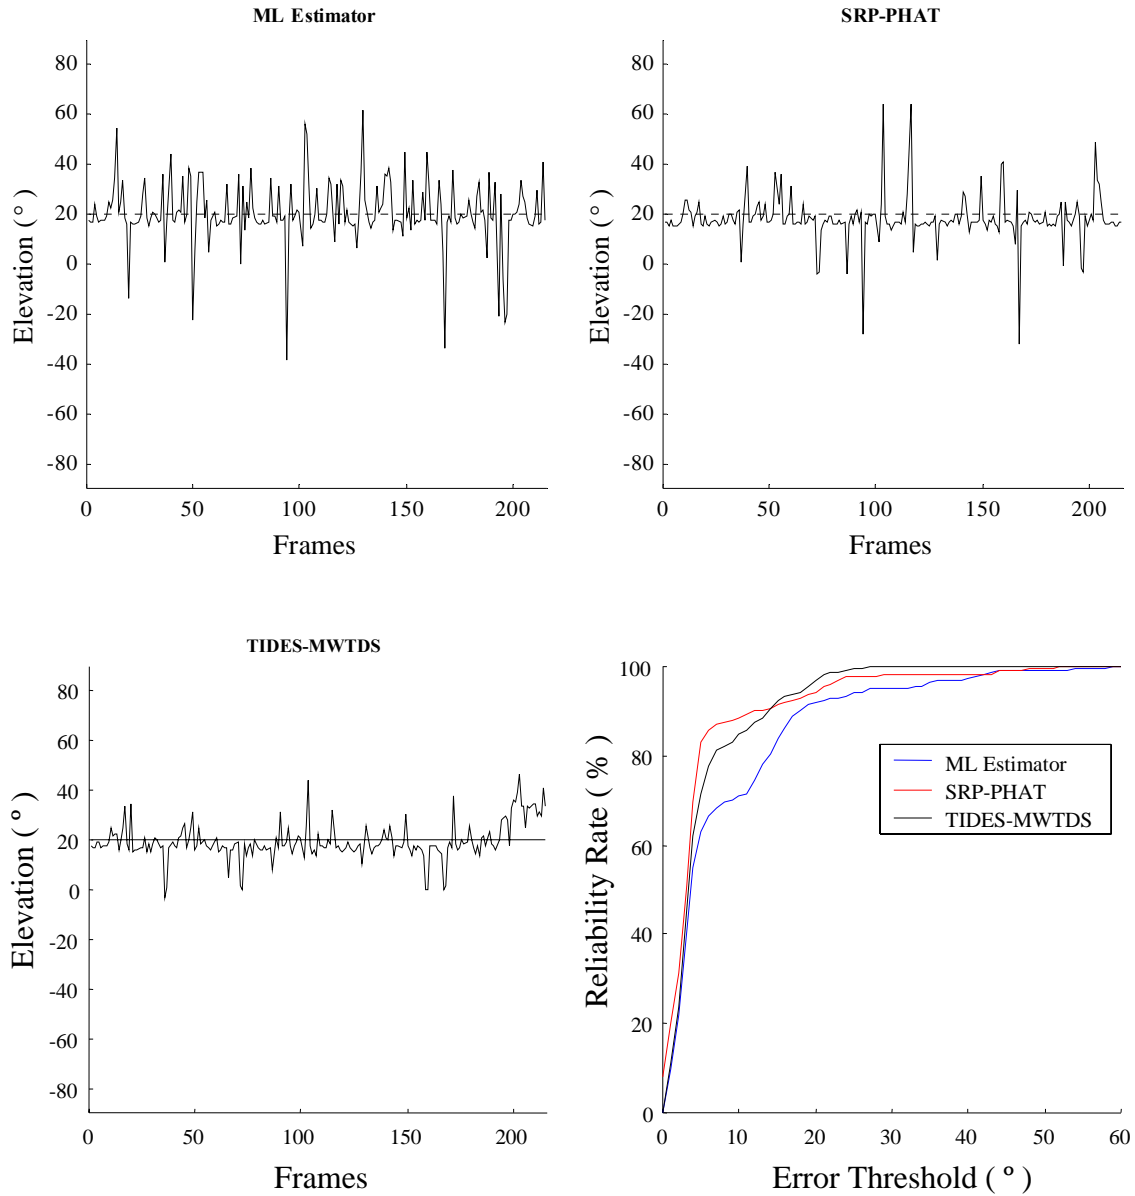 ML Estimator
80
60
40
20
0
-20
-40
-60
-80
Elevation ( ° )
0 50 100 150 200
Frames
SRP-PHAT
80
60
40
20
0
-20
-40
-60
-80
Elevation ( ° )
0 50 100 150 200
Frames
TIDES-MWTDS
80
60
40
20
0
-20
-40
-60
-80
Elevation ( º )
0 50 100 150 200
Frames
100
80
60
40
20
0
Reliability Rate ( % )
ML Estimator
SRP-PHAT
TIDES-MWTDS
0 10 20 30 40 50 60
Error Threshold ( º )